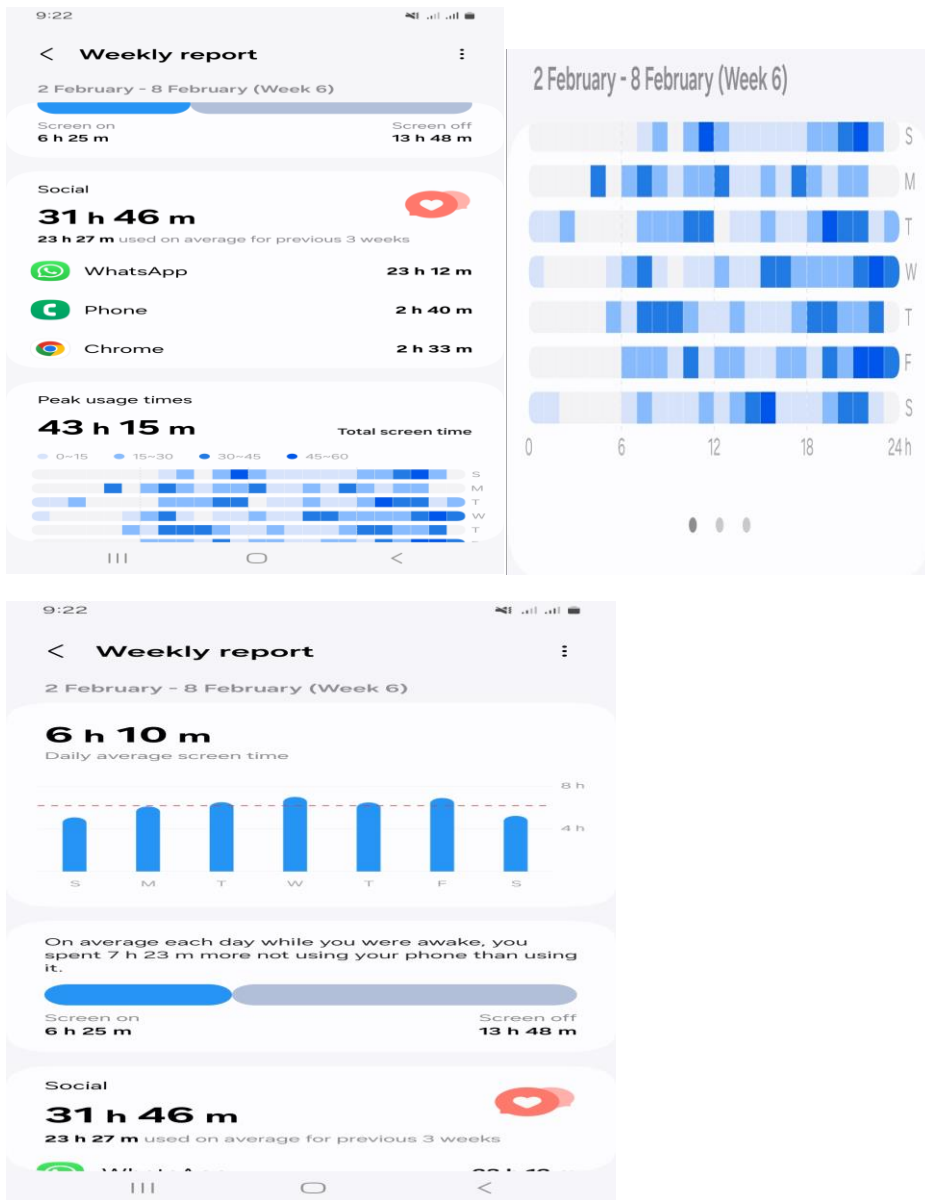 9:22
Weekly report
2 February - 8 February (Week 6)
Screen on Screen off
6 h 25 m 13 h 48 m
Social
31 h 46 m
23 h 27 m used on average for previous 3 weeks
WhatsApp 23 h 12 m
Phone 2 h 40 m
Chrome 2 h 33 m
Peak usage times
43 h 15 m Total screen time
0~15 15~30 30~45 45~60
S
M
T
W
T
2 February - 8 February (Week 6)
S
M
T
W
T
F
S
0 6 12 18 24 h
9:22
Weekly report
2 February - 8 February (Week 6)
6 h 10 m
Daily average screen time
8 h
4 h
S M T W T F S
On average each day while you were awake, you
spent 7 h 23 m more not using your phone than using
it.
Screen on Screen off
6 h 25 m 13 h 48 m
Social
31 h 46 m
23 h 27 m used on average for previous 3 weeks